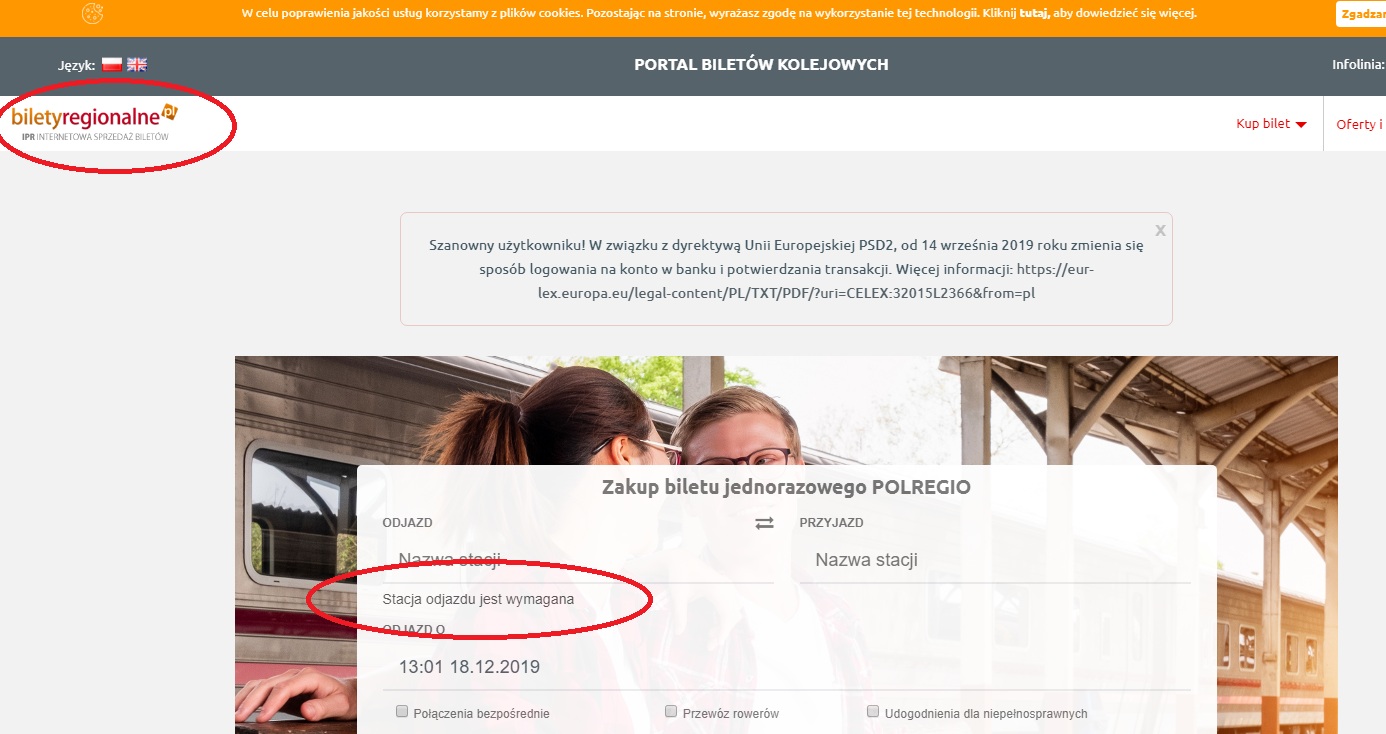 W celu poprawienia jakości usług korzystamy z plików cookies. Pozostając na stronie, wyrażasz zgodę na wykorzystanie tej technologii. Kliknij tutaj, aby dowiedzieć się więcej.
Zgadzam
Język:
PORTAL BILETÓW KOLEJOWYCH
Infolinia:
biletyregionalne.pl
IPR INTERNETOWA SPRZEDAŻ BILETÓW
Kup bilet
Oferty i
x
Szanowny użytkowniku! W związku z dyrektywą Unii Europejskiej PSD2, od 14 września 2019 roku zmienia się
sposób logowania na konto w banku i potwierdzania transakcji. Więcej informacji: https://eur-
lex.europa.eu/legal-content/PL/TXT/PDF/?uri=CELEX:32015L2366&from=pl
Zakup biletu jednorazowego POLREGIO
ODJAZD
PRZYJAZD
Nazwa stacji
Nazwa stacji
Stacja odjazdu jest wymagana
ODJAZD O
13:01 18.12.2019
Połączenia bezpośrednie
Przewóz rowerów
Udogodnienia dla niepełnosprawnych